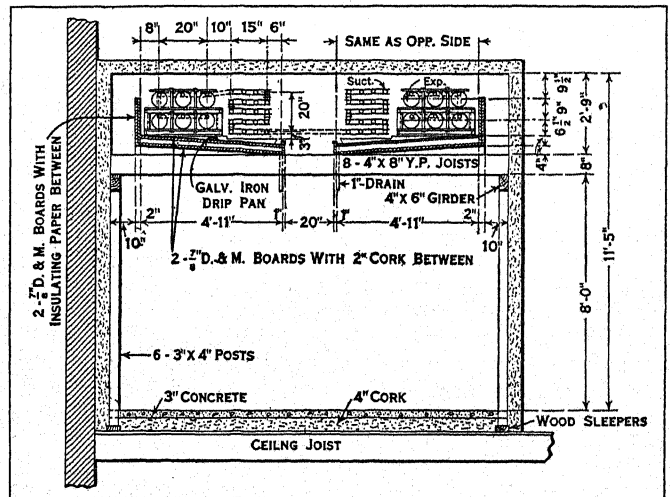 8" 20" 10" 15" 6"
SAME AS OPP. SIDE
Suct.
Exp.
20"
3"
9½"
9"
6½"
4"
2'-9"
8"
11'-5"
8'-0"
2-⅞" D. & M. BOARDS WITH
INSULATING PAPER BETWEEN
GALV. IRON
DRIP PAN
8 - 4" X 8" Y.P. JOISTS
1"-DRAIN
4" X 6" GIRDER
2" 4'-11" 1" 20" 1" 4'-11" 2"
10" 10"
2 - ⅞" D. & M. BOARDS WITH 2" CORK BETWEEN
6 - 3" X 4" POSTS
3" CONCRETE
4" CORK
WOOD SLEEPERS
CEILNG JOIST